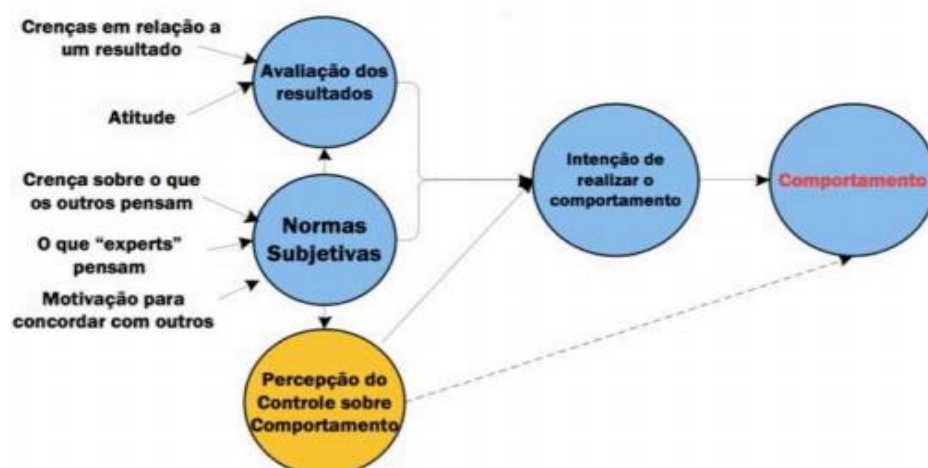 Crenças em relação a
um resultado
Atitude
Avaliação dos
resultados
Crença sobre o que
os outros pensam
O que “experts”
pensam
Motivação para
concordar com outros
Normas
Subjetivas
Percepção do
Controle sobre
Comportamento
Intenção de
realizar o
comportamento
Comportamento